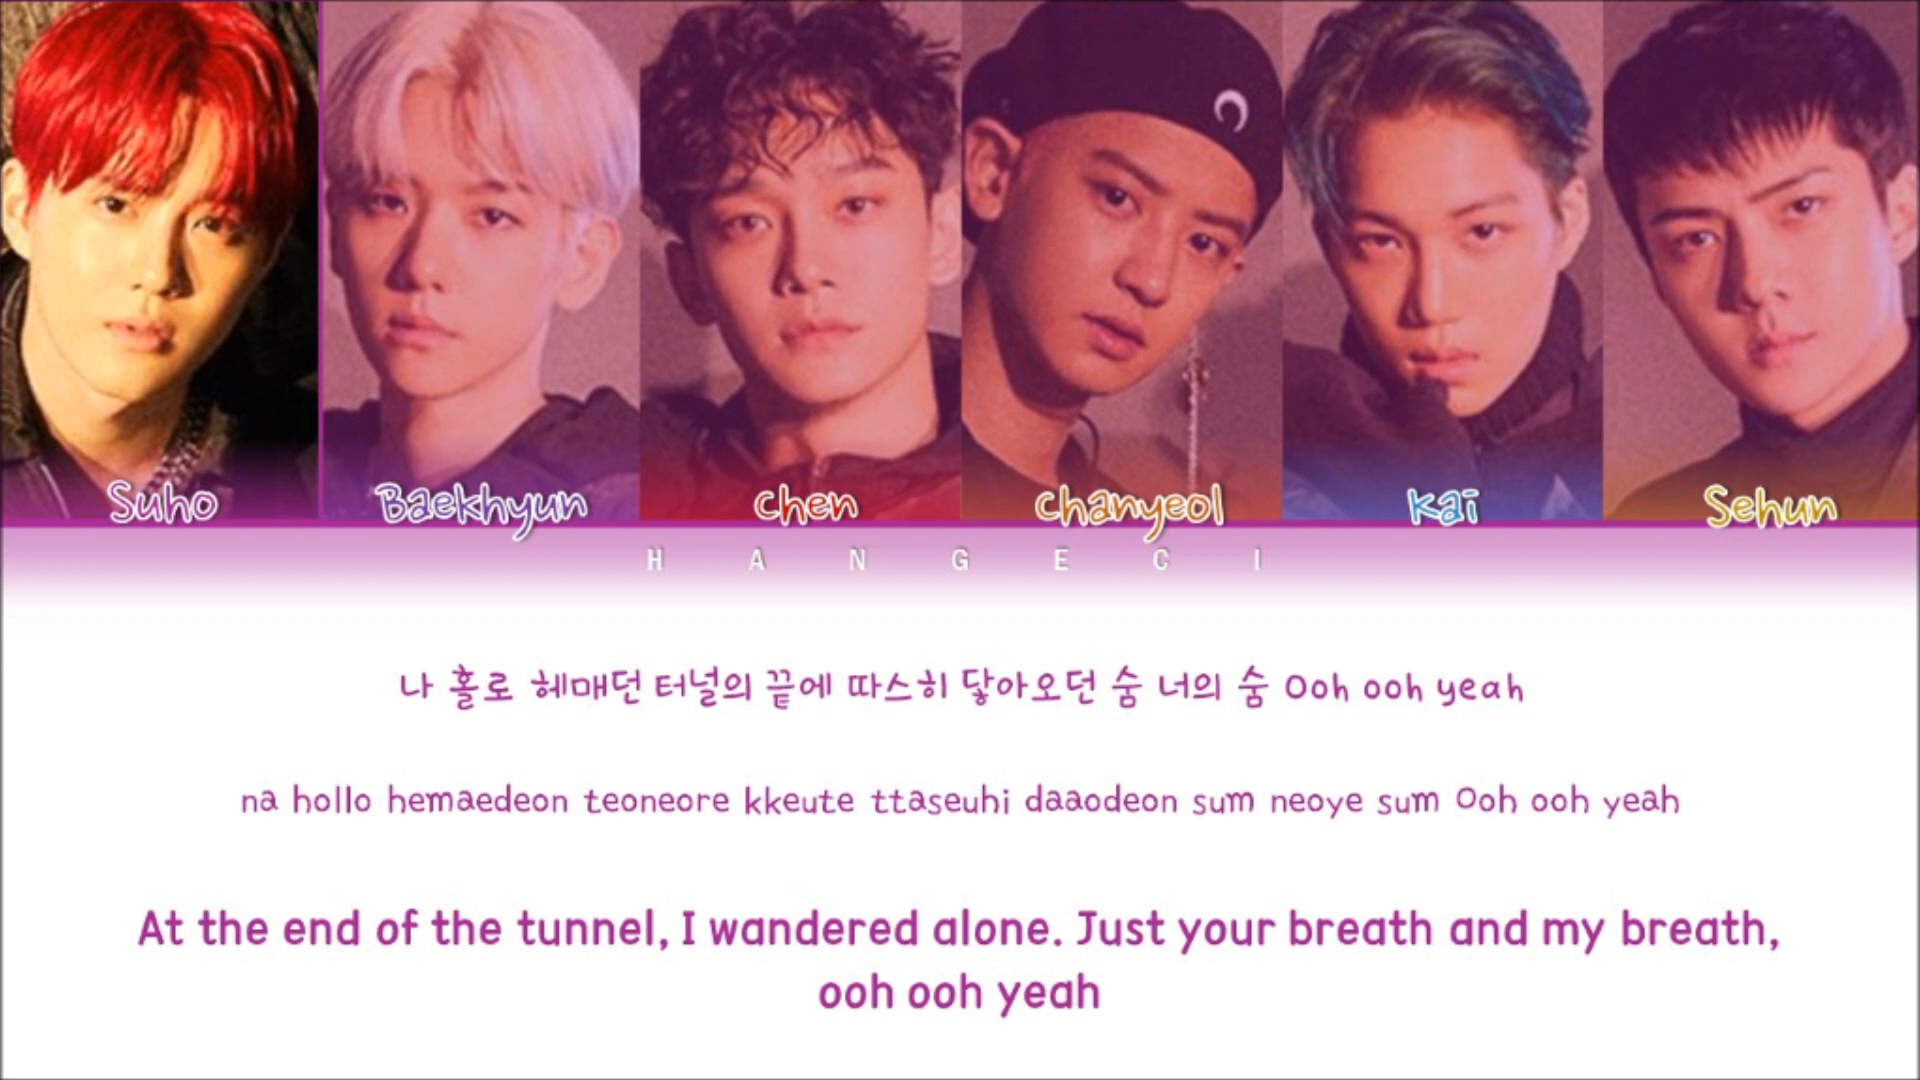 Suho Baekhyun chen chanyeol kai Sehun
HANGECI
나 홀로 헤매던 터널의 끝에 따스히 닿아오던 숨 너의 숨 Ooh ooh yeah
na hollo hemaedeon teoneore kkeute ttaseuhi daaodeon sum neoye sum Ooh ooh yeah
At the end of the tunnel, I wandered alone. Just your breath and my breath,
ooh ooh yeah